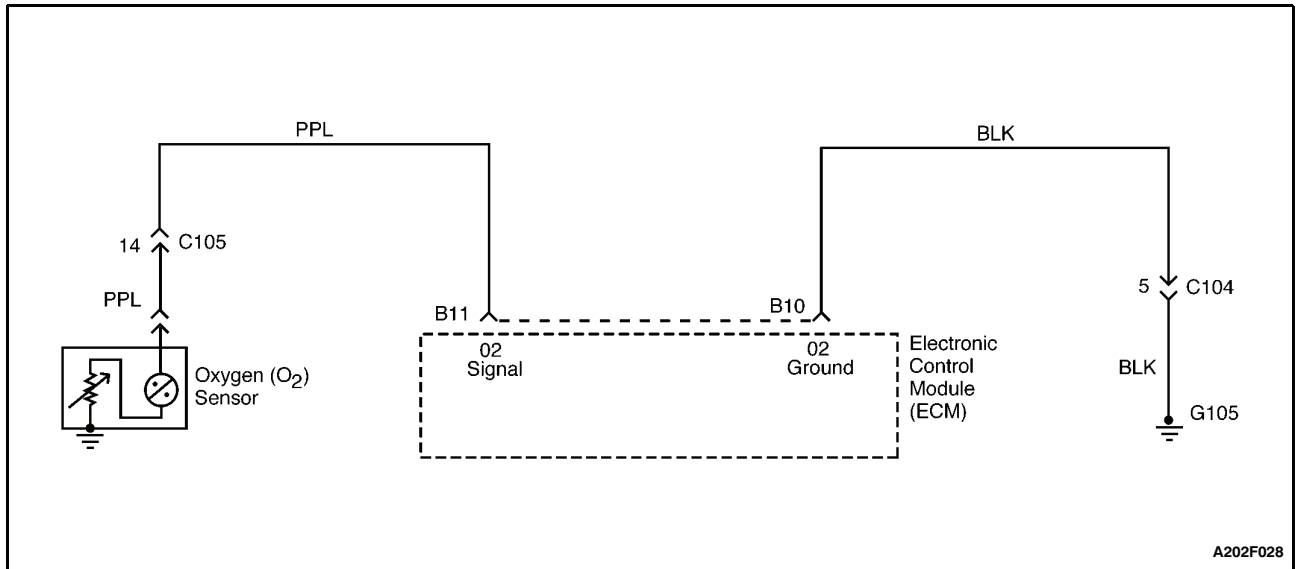 PPL
BLK
14
C105
PPL
5
C104
B11
B10
02
Signal
02
Ground
Electronic
Control
Module
(ECM)
Oxygen (O2)
Sensor
BLK
G105
A202F028